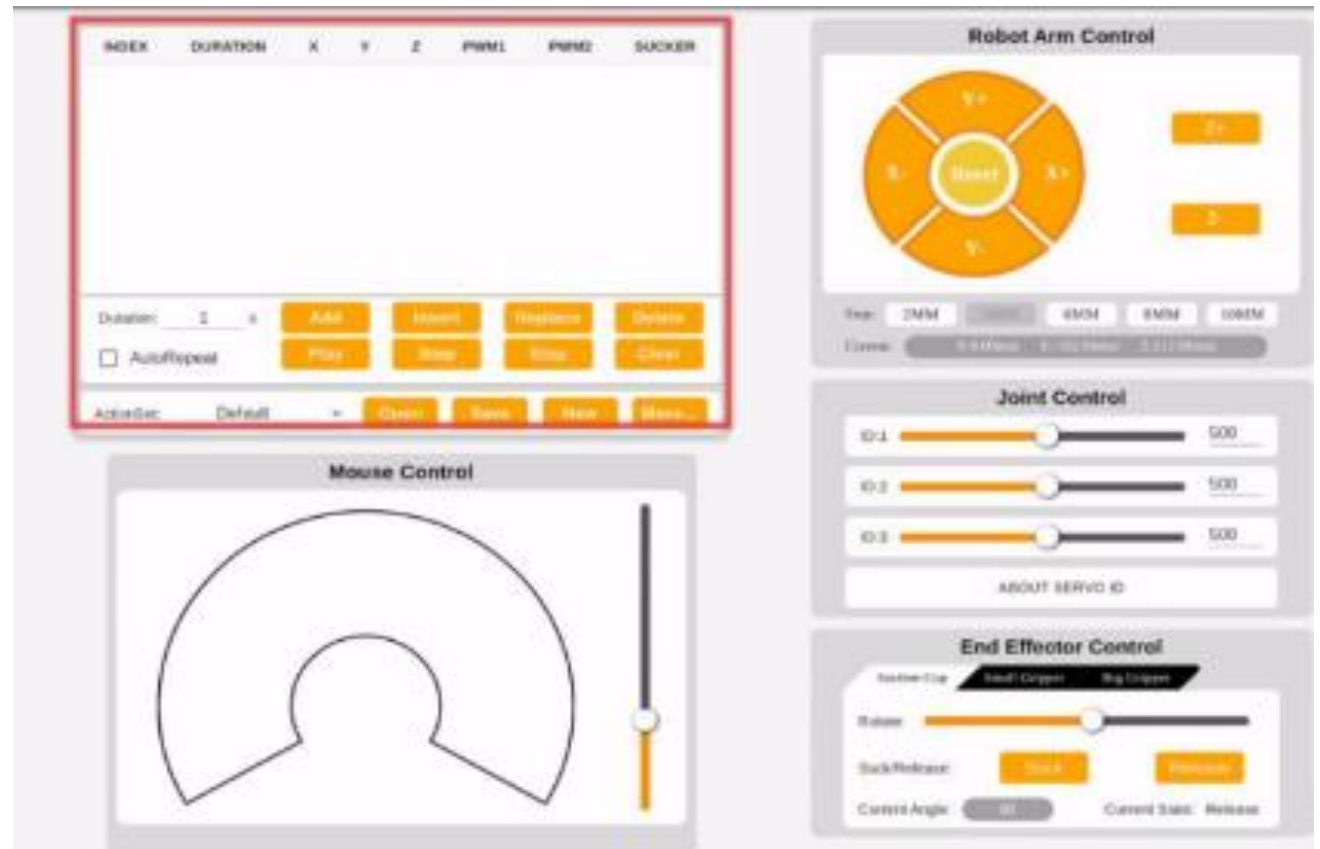 INDEX DURATION X Y Z PWM1 PWM2 SUCKER
Duration: 1 s
Add Insert Replace Delete
AutoRepeat
Play Stop Clear
ActionSet: Default
Open Save New More...
Mouse Control
Robot Arm Control
Y+
X- Reset X+
Y-
Z+
Z-
2MM 6MM 8MM 10MM
Joint Control
ID:1 500
ID:2 500
ID:3 500
ABOUT SERVO ID
End Effector Control
Suction Cup Small Gripper Big Gripper
Rotate
Suck/Release: Suck Release
Current Angle: Current State: Release